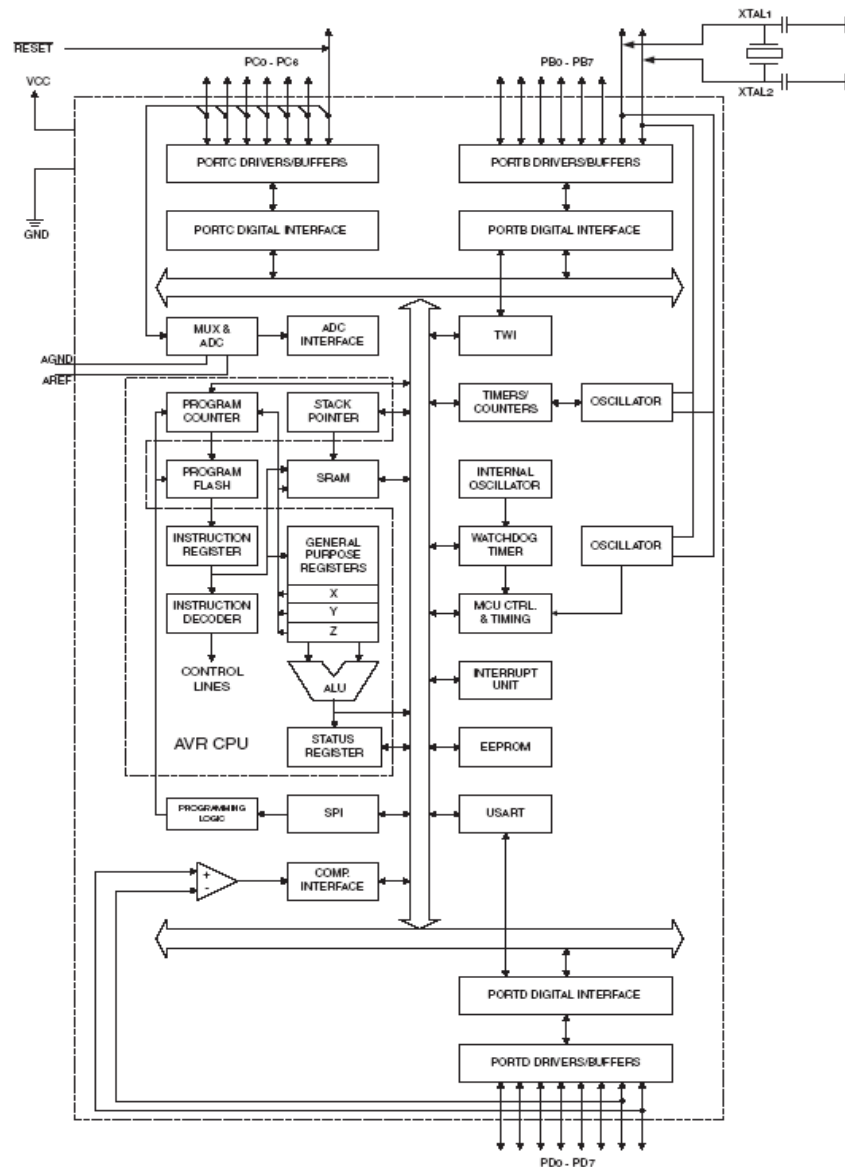 XTAL1
RESET
PC0 - PC6
PB0 - PB7
VCC
XTAL2
PORTC DRIVERS/BUFFERS
PORTB DRIVERS/BUFFERS
PORTC DIGITAL INTERFACE
PORTB DIGITAL INTERFACE
GND
MUX &
ADC
ADC
INTERFACE
TWI
AGND
AREF
PROGRAM
COUNTER
STACK
POINTER
TIMERS/
COUNTERS
OSCILLATOR
PROGRAM
FLASH
SRAM
INTERNAL
OSCILLATOR
INSTRUCTION
REGISTER
GENERAL
PURPOSE
REGISTERS
WATCHDOG
TIMER
OSCILLATOR
X
INSTRUCTION
DECODER
Y
MCU CTRL.
& TIMING
Z
CONTROL
LINES
ALU
INTERRUPT
UNIT
AVR CPU
STATUS
REGISTER
EEPROM
PROGRAMMING
LOGIC
SPI
USART
+
-
COMP.
INTERFACE
PORTD DIGITAL INTERFACE
PORTD DRIVERS/BUFFERS
PD0 - PD7